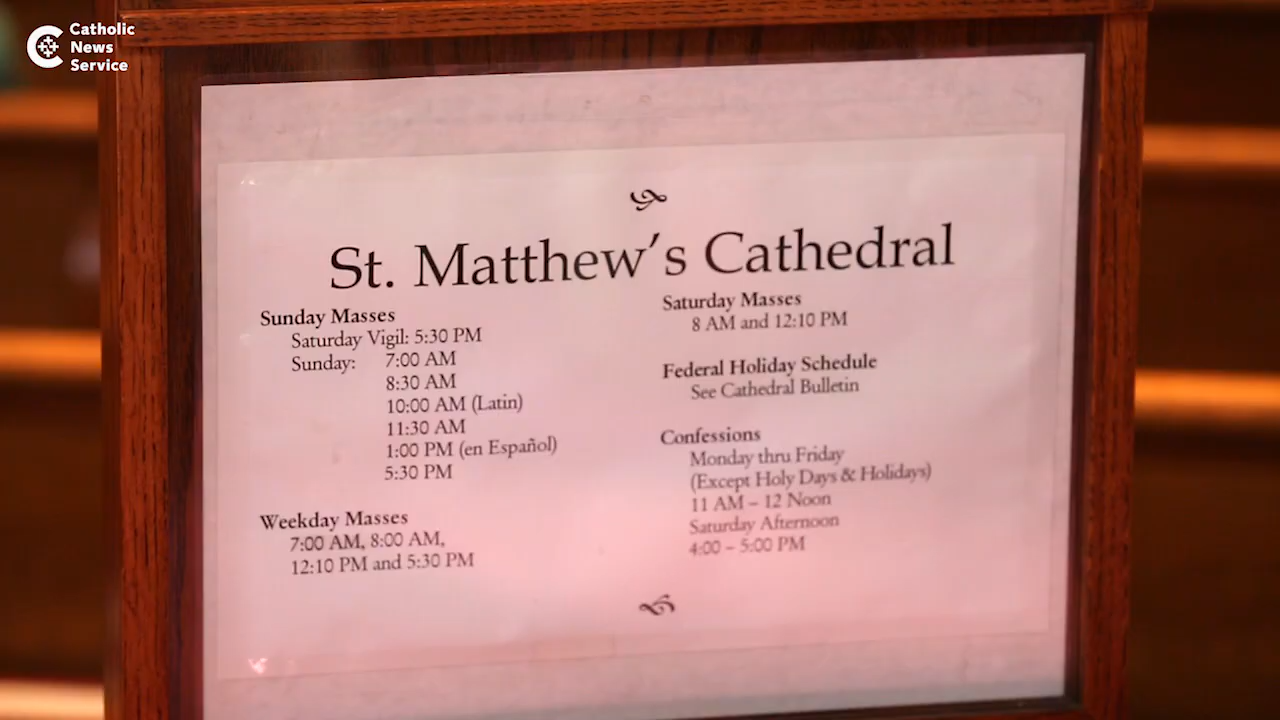 Catholic
News
Service
St. Matthew's Cathedral
Sunday Masses
Saturday Vigil: 5:30 PM
Sunday: 7:00 AM
8:30 AM
10:00 AM (Latin)
11:30 AM
1:00 PM (en Español)
5:30 PM
Weekday Masses
7:00 AM, 8:00 AM,
12:10 PM and 5:30 PM
Saturday Masses
8 AM and 12:10 PM
Federal Holiday Schedule
See Cathedral Bulletin
Confessions
Monday thru Friday
(Except Holy Days & Holidays)
11 AM – 12 Noon
Saturday Afternoon
4:00 – 5:00 PM